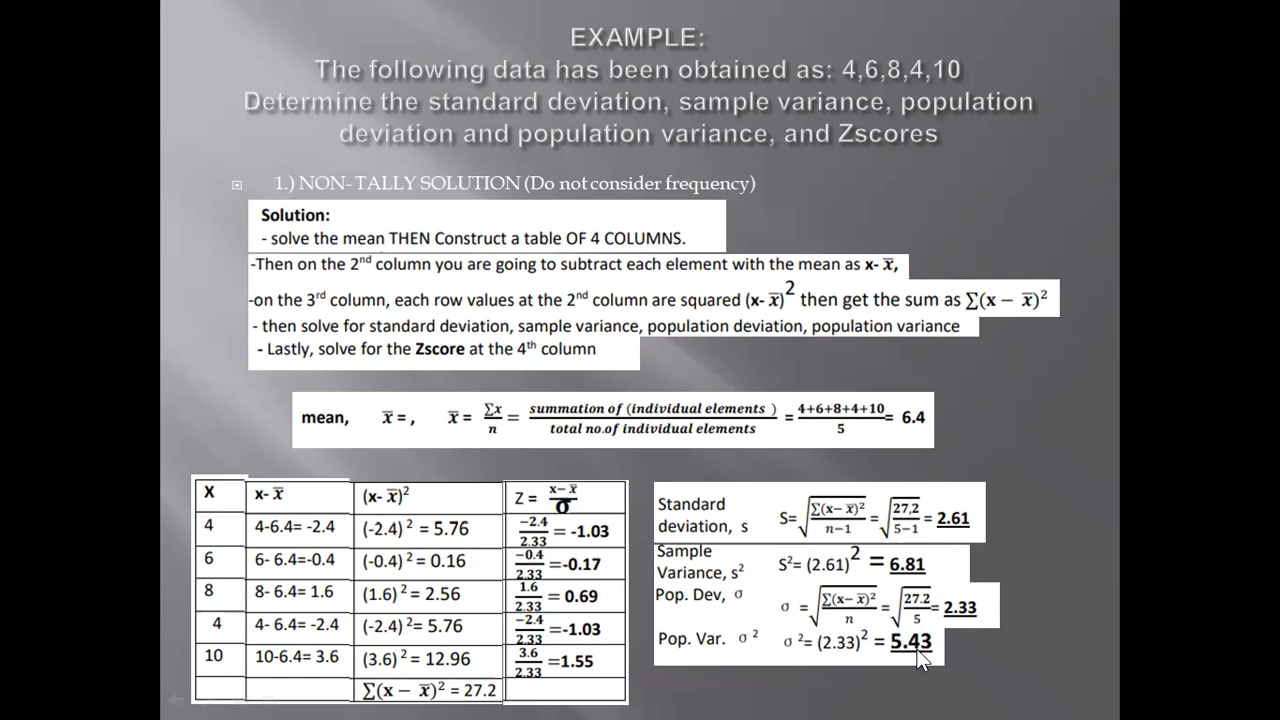 EXAMPLE:
The following data has been obtained as: 4,6,8,4,10
Determine the standard deviation, sample variance, population
deviation and population variance, and Zscores
1.) NON-TALLY SOLUTION (Do not consider frequency)
Solution:
- solve the mean THEN Construct a table OF 4 COLUMNS.
-Then on the 2nd column you are going to subtract each element with the mean as x- x̅,
-on the 3rd column, each row values at the 2nd column are squared (x- x̅)² then get the sum as ∑(x − x̅)²
- then solve for standard deviation, sample variance, population deviation, population variance
- Lastly, solve for the Zscore at the 4th column
mean, x̅ = , x̅ = ∑x/n = summation of (individual elements )/total no.of individual elements = 4+6+8+4+10/5 = 6.4
X x- x̅ (x- x̅)² Z = x− x̅/σ
4 4-6.4= -2.4 (-2.4) ² = 5.76 −2.4/2.33 = -1.03
6 6- 6.4=-0.4 (-0.4) ² = 0.16 −0.4/2.33 =-0.17
8 8- 6.4= 1.6 (1.6) ² = 2.56 1.6/2.33 = 0.69
4 4- 6.4= -2.4 (-2.4) ²= 5.76 −2.4/2.33 =-1.03
10 10-6.4= 3.6 (3.6) ² = 12.96 3.6/2.33 =1.55
∑(x − x̅)² = 27.2
Standard deviation, s S= √∑(x− x̅)²/n−1 = √27,2/5−1 = 2.61
Sample Variance, s² S²= (2.61)² = 6.81
Pop. Dev, σ σ = √∑(x− x̅)²/n = √27.2/5 = 2.33
Pop. Var. σ ² σ ²= (2.33)² = 5.43